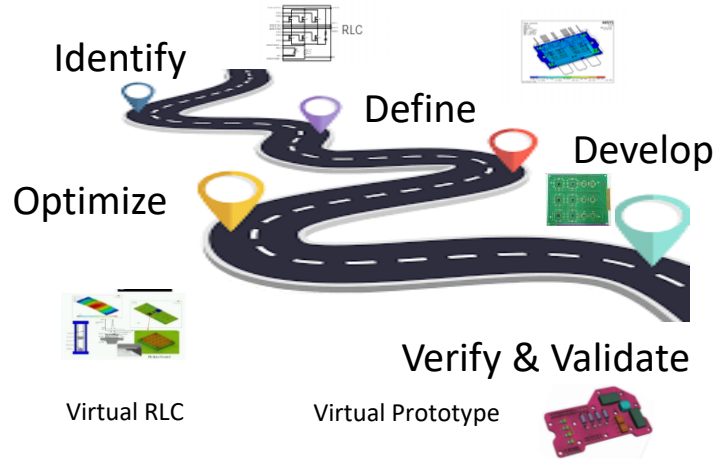 RLC
Identify
Define
Develop
Optimize
Verify & Validate
Virtual RLC
Virtual Prototype